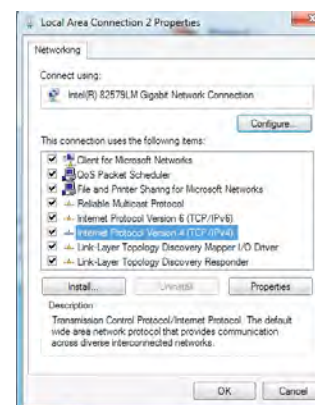 Local Area Connection 2 Properties
Networking
Connect using:
Intel(R) 82579LM Gigabit Network Connection
Configure...
This connection uses the following items:
Client for Microsoft Networks
QoS Packet Scheduler
File and Printer Sharing for Microsoft Networks
Reliable Multicast Protocol
Internet Protocol Version 6 (TCP/IPv6)
Internet Protocol Version 4 (TCP/IPv4)
Link-Layer Topology Discovery Mapper I/O Driver
Link-Layer Topology Discovery Responder
Install... Uninstall Properties
Description
Transmission Control Protocol/Internet Protocol. The default
wide area network protocol that provides communication
across diverse interconnected networks.
OK Cancel